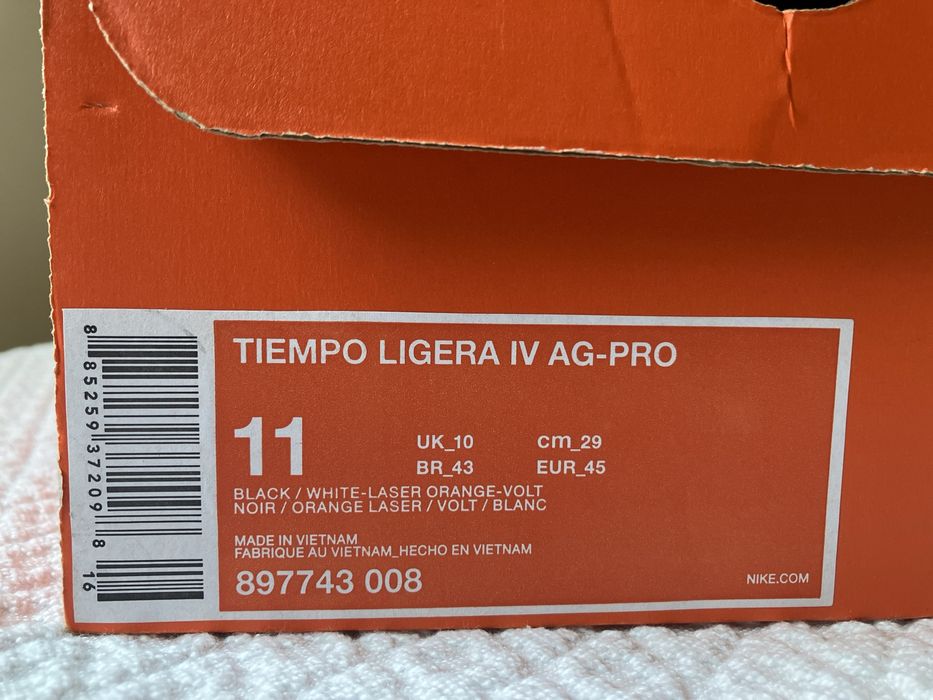 TIEMPO LIGERA IV AG-PRO
11
UK_10 cm_29
BR_43 EUR_45
BLACK / WHITE-LASER ORANGE-VOLT
NOIR / ORANGE LASER / VOLT / BLANC
MADE IN VIETNAM
FABRIQUE AU VIETNAM_HECHO EN VIETNAM
897743 008
NIKE.COM
8 85259 37209 8
16